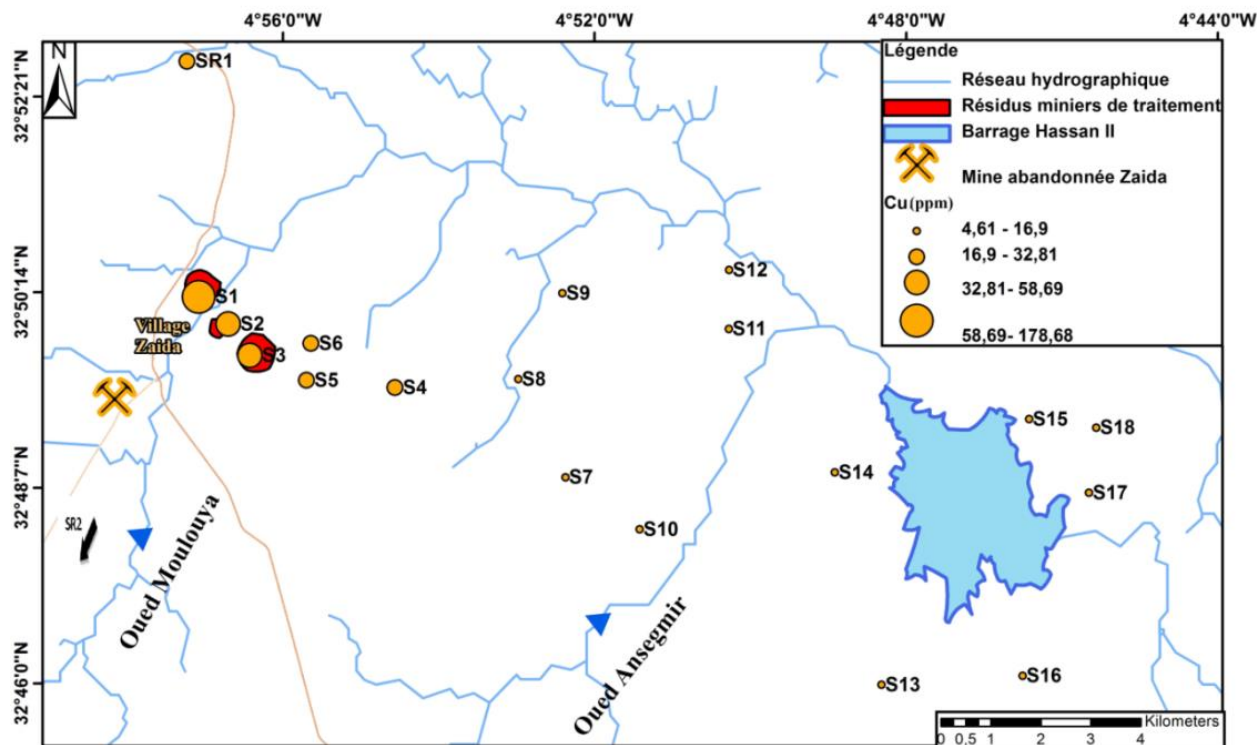 4°56'0"W
4°52'0"W
4°48'0"W
4°44'0"W
N
SR1
Légende
Réseau hydrographique
Résidus miniers de traitement
Barrage Hassan II
Mine abandonnée Zaida
Cu (ppm)
4,61 - 16,9
16,9 - 32,81
32,81- 58,69
58,69- 178,68
32°52'21"N
32°50'14"N
32°48'7"N
32°46'0"N
S12
S9
S1
S2
Village
Zaida
S11
S6
S3
S5
S4
S8
S15
S18
S14
S7
S17
SR2
S10
Oued Moulouya
Oued Ansegmir
S13
S16
Kilometers
0 0,5 1 2 3 4